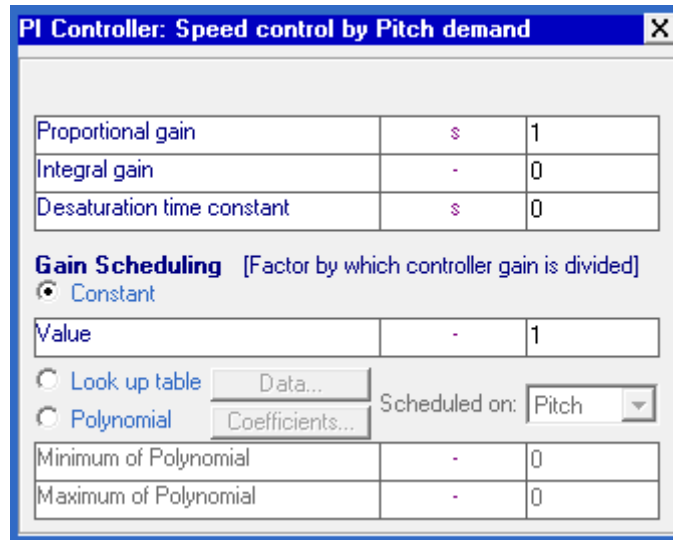 PI Controller: Speed control by Pitch demand X
Proportional gain s 1
Integral gain - 0
Desaturation time constant s 0
Gain Scheduling [Factor by which controller gain is divided]
Constant
Value - 1
Look up table Data...
Scheduled on: Pitch
Polynomial Coefficients...
Minimum of Polynomial - 0
Maximum of Polynomial - 0